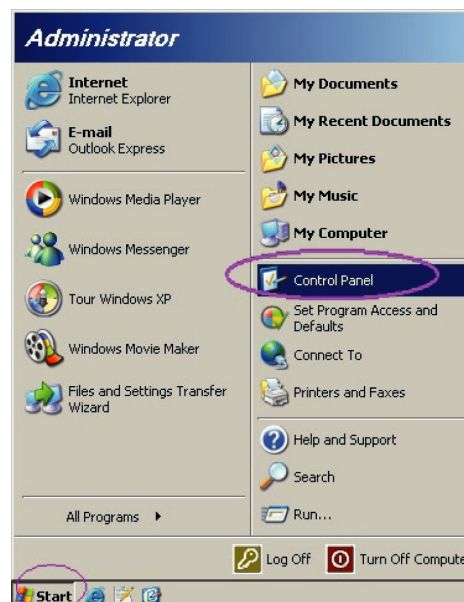 Administrator
Internet
Internet Explorer
E-mail
Outlook Express
Windows Media Player
Windows Messenger
Tour Windows XP
Windows Movie Maker
Files and Settings Transfer
Wizard
All Programs
My Documents
My Recent Documents
My Pictures
My Music
My Computer
Control Panel
Set Program Access and
Defaults
Connect To
Printers and Faxes
Help and Support
Search
Run...
Log Off
Turn Off Compute
Start